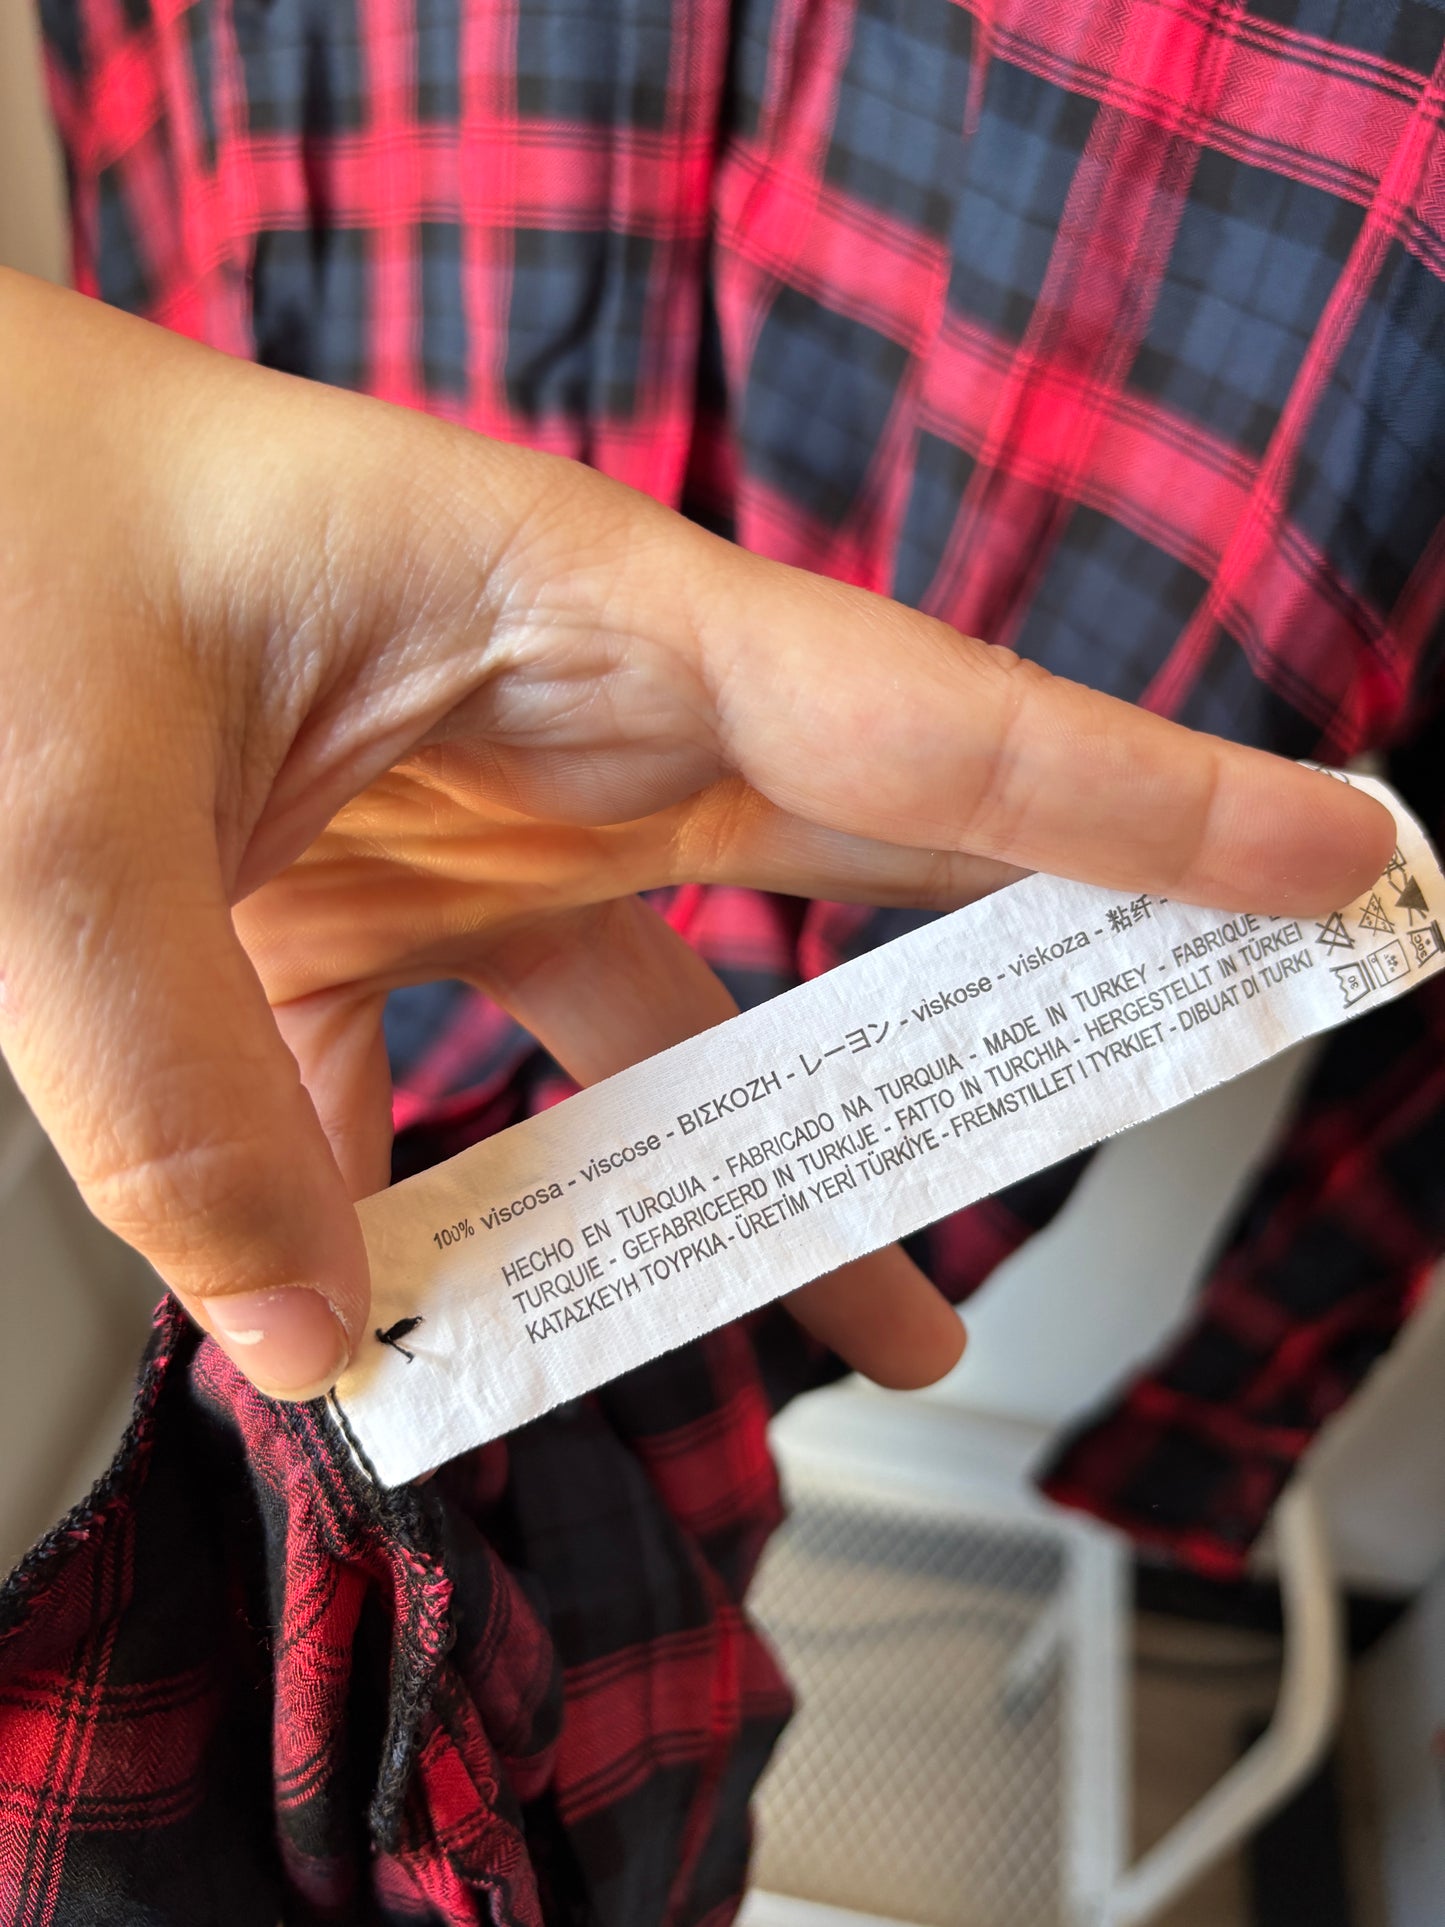 100% viscosa - viscose - ΒΙΣΚΟΖΗ - レーヨン - viskose - viskoza - 粘纤 -
HECHO EN TURQUIA - FABRICADO NA TURQUIA - MADE IN TURKEY - FABRIQUE
TURQUIE - GEFABRICEERD IN TURKIJE - FATTO IN TURCHIA - HERGESTELLT IN TÜRKEI
ΚΑΤΑΣΚΕΥΗ ΤΟΥΡΚΙΑ - ÜRETİM YERİ TÜRKİYE - FREMSTILLET I TYRKIET - DIBUAT DI TURKI
30